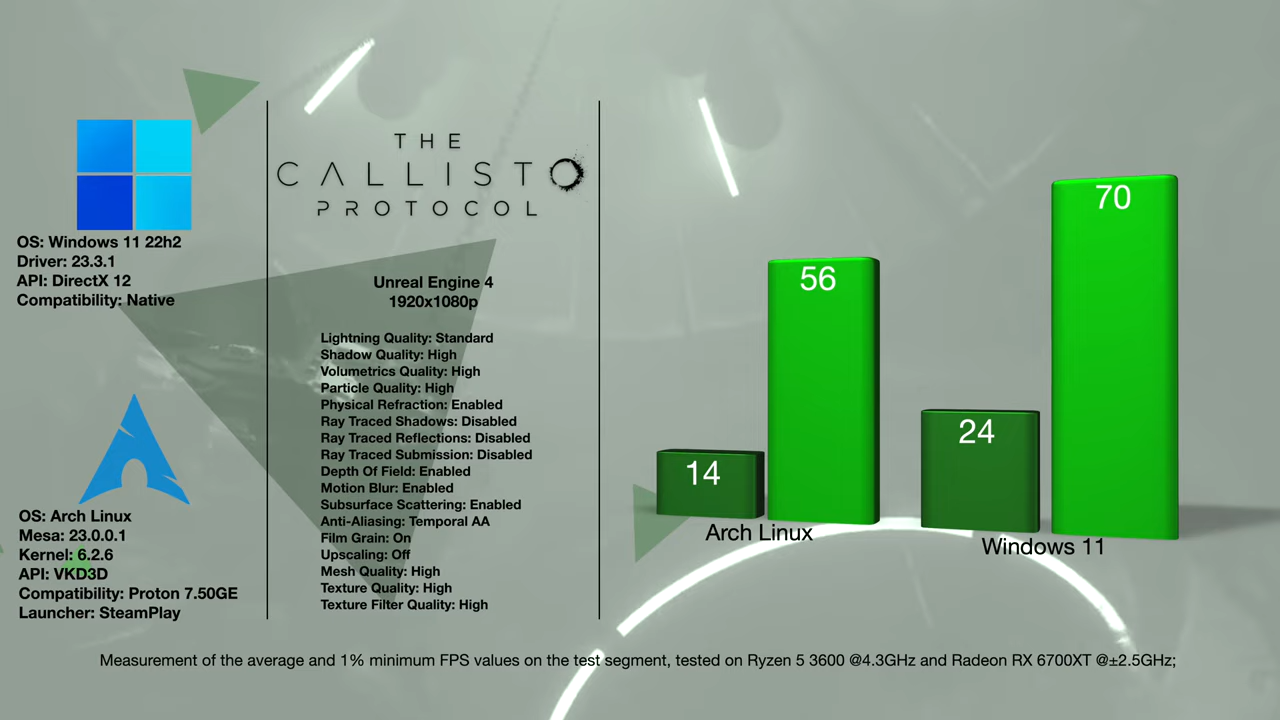 OS: Windows 11 22h2
Driver: 23.3.1
API: DirectX 12
Compatibility: Native
OS: Arch Linux
Mesa: 23.0.0.1
Kernel: 6.2.6
API: VKD3D
Compatibility: Proton 7.50GE
Launcher: SteamPlay
THE
CALLISTO
PROTOCOL
Unreal Engine 4
1920x1080p
Lightning Quality: Standard
Shadow Quality: High
Volumetrics Quality: High
Particle Quality: High
Physical Refraction: Enabled
Ray Traced Shadows: Disabled
Ray Traced Reflections: Disabled
Ray Traced Submission: Disabled
Depth Of Field: Enabled
Motion Blur: Enabled
Subsurface Scattering: Enabled
Anti-Aliasing: Temporal AA
Film Grain: On
Upscaling: Off
Mesh Quality: High
Texture Quality: High
Texture Filter Quality: High
14
56
Arch Linux
24
70
Windows 11
Measurement of the average and 1% minimum FPS values on the test segment, tested on Ryzen 5 3600 @4.3GHz and Radeon RX 6700XT @±2.5GHz;